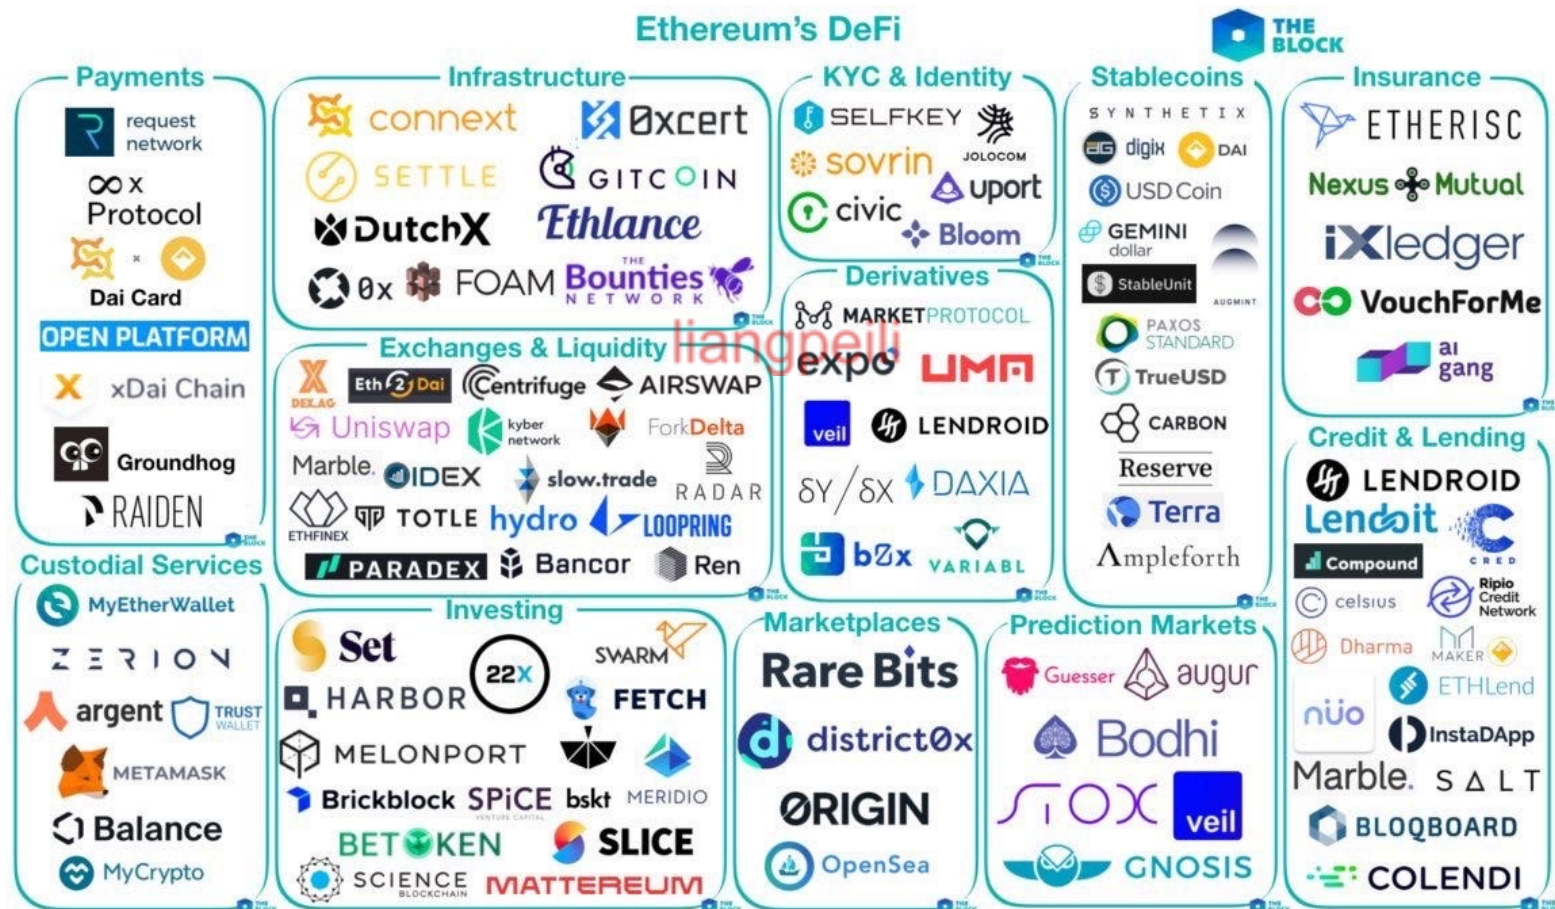 Ethereum's DeFi
THE
BLOCK
Payments
request
network
∞ x
Protocol
×
Dai Card
OPEN PLATFORM
xDai Chain
Groundhog
RAIDEN
Infrastructure
connext
0xcert
SETTLE
GITCOIN
DutchX
Ethlance
0x
FOAM
THE
Bounties
NETWORK
KYC & Identity
SELFKEY
JOLOCOM
sovrin
uport
civic
Bloom
Stablecoins
SYNTHETIX
digix
DAI
USD Coin
GEMINI
dollar
StableUnit
AUGMINT
PAXOS
STANDARD
TrueUSD
CARBON
Reserve
Terra
Ampleforth
Insurance
ETHERISC
Nexus Mutual
iXledger
VouchForMe
ai
gang
liangpeili
Exchanges & Liquidity
DEX.AG
Eth 2 Dai
Centrifuge
AIRSWAP
Uniswap
kyber
network
ForkDelta
Marble.
IDEX
slow.trade
RADAR
ETHFINEX
TOTLE
hydro
LOOPRING
PARADEX
Bancor
Ren
Derivatives
MARKETPROTOCOL
expo
UMA
veil
LENDROID
δY/δX
DAXIA
b0x
VARIABL
Credit & Lending
LENDROID
Lendoit
CRED
Compound
celsius
Ripio
Credit
Network
Dharma
MAKER
nüo
ETHLend
InstaDApp
Marble.
SALT
BLOQBOARD
COLENDI
Custodial Services
MyEtherWallet
ZERION
argent
TRUST
WALLET
METAMASK
Balance
MyCrypto
Investing
Set
22X
SWARM
HARBOR
FETCH
MELONPORT
Brickblock
SPiCE
VENTURE CAPITAL
bskt
MERIDIO
BETOKEN
SLICE
SCIENCE
BLOCKCHAIN
MATTEREUM
Marketplaces
Rare Bits
district0x
ØRIGIN
OpenSea
Prediction Markets
Guesser
augur
Bodhi
STOX
veil
GNOSIS